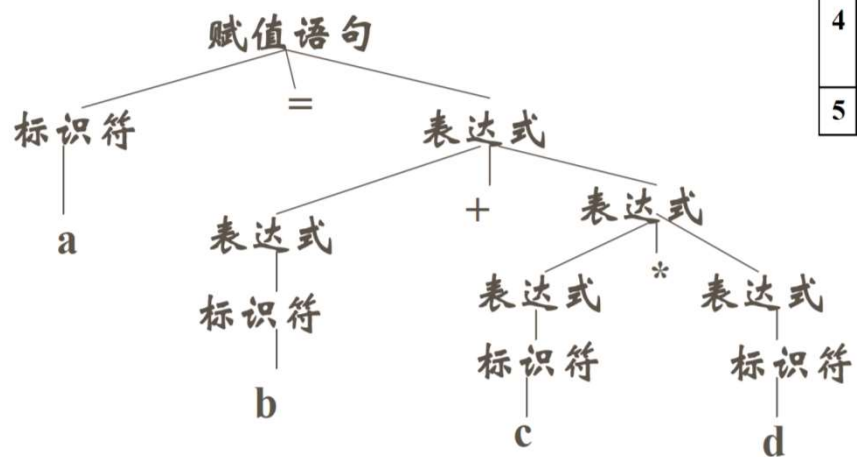 赋值语句
4
标识符 = 表达式
5
a 表达式 + 表达式
标识符 表达式 * 表达式
b 标识符 标识符
c d